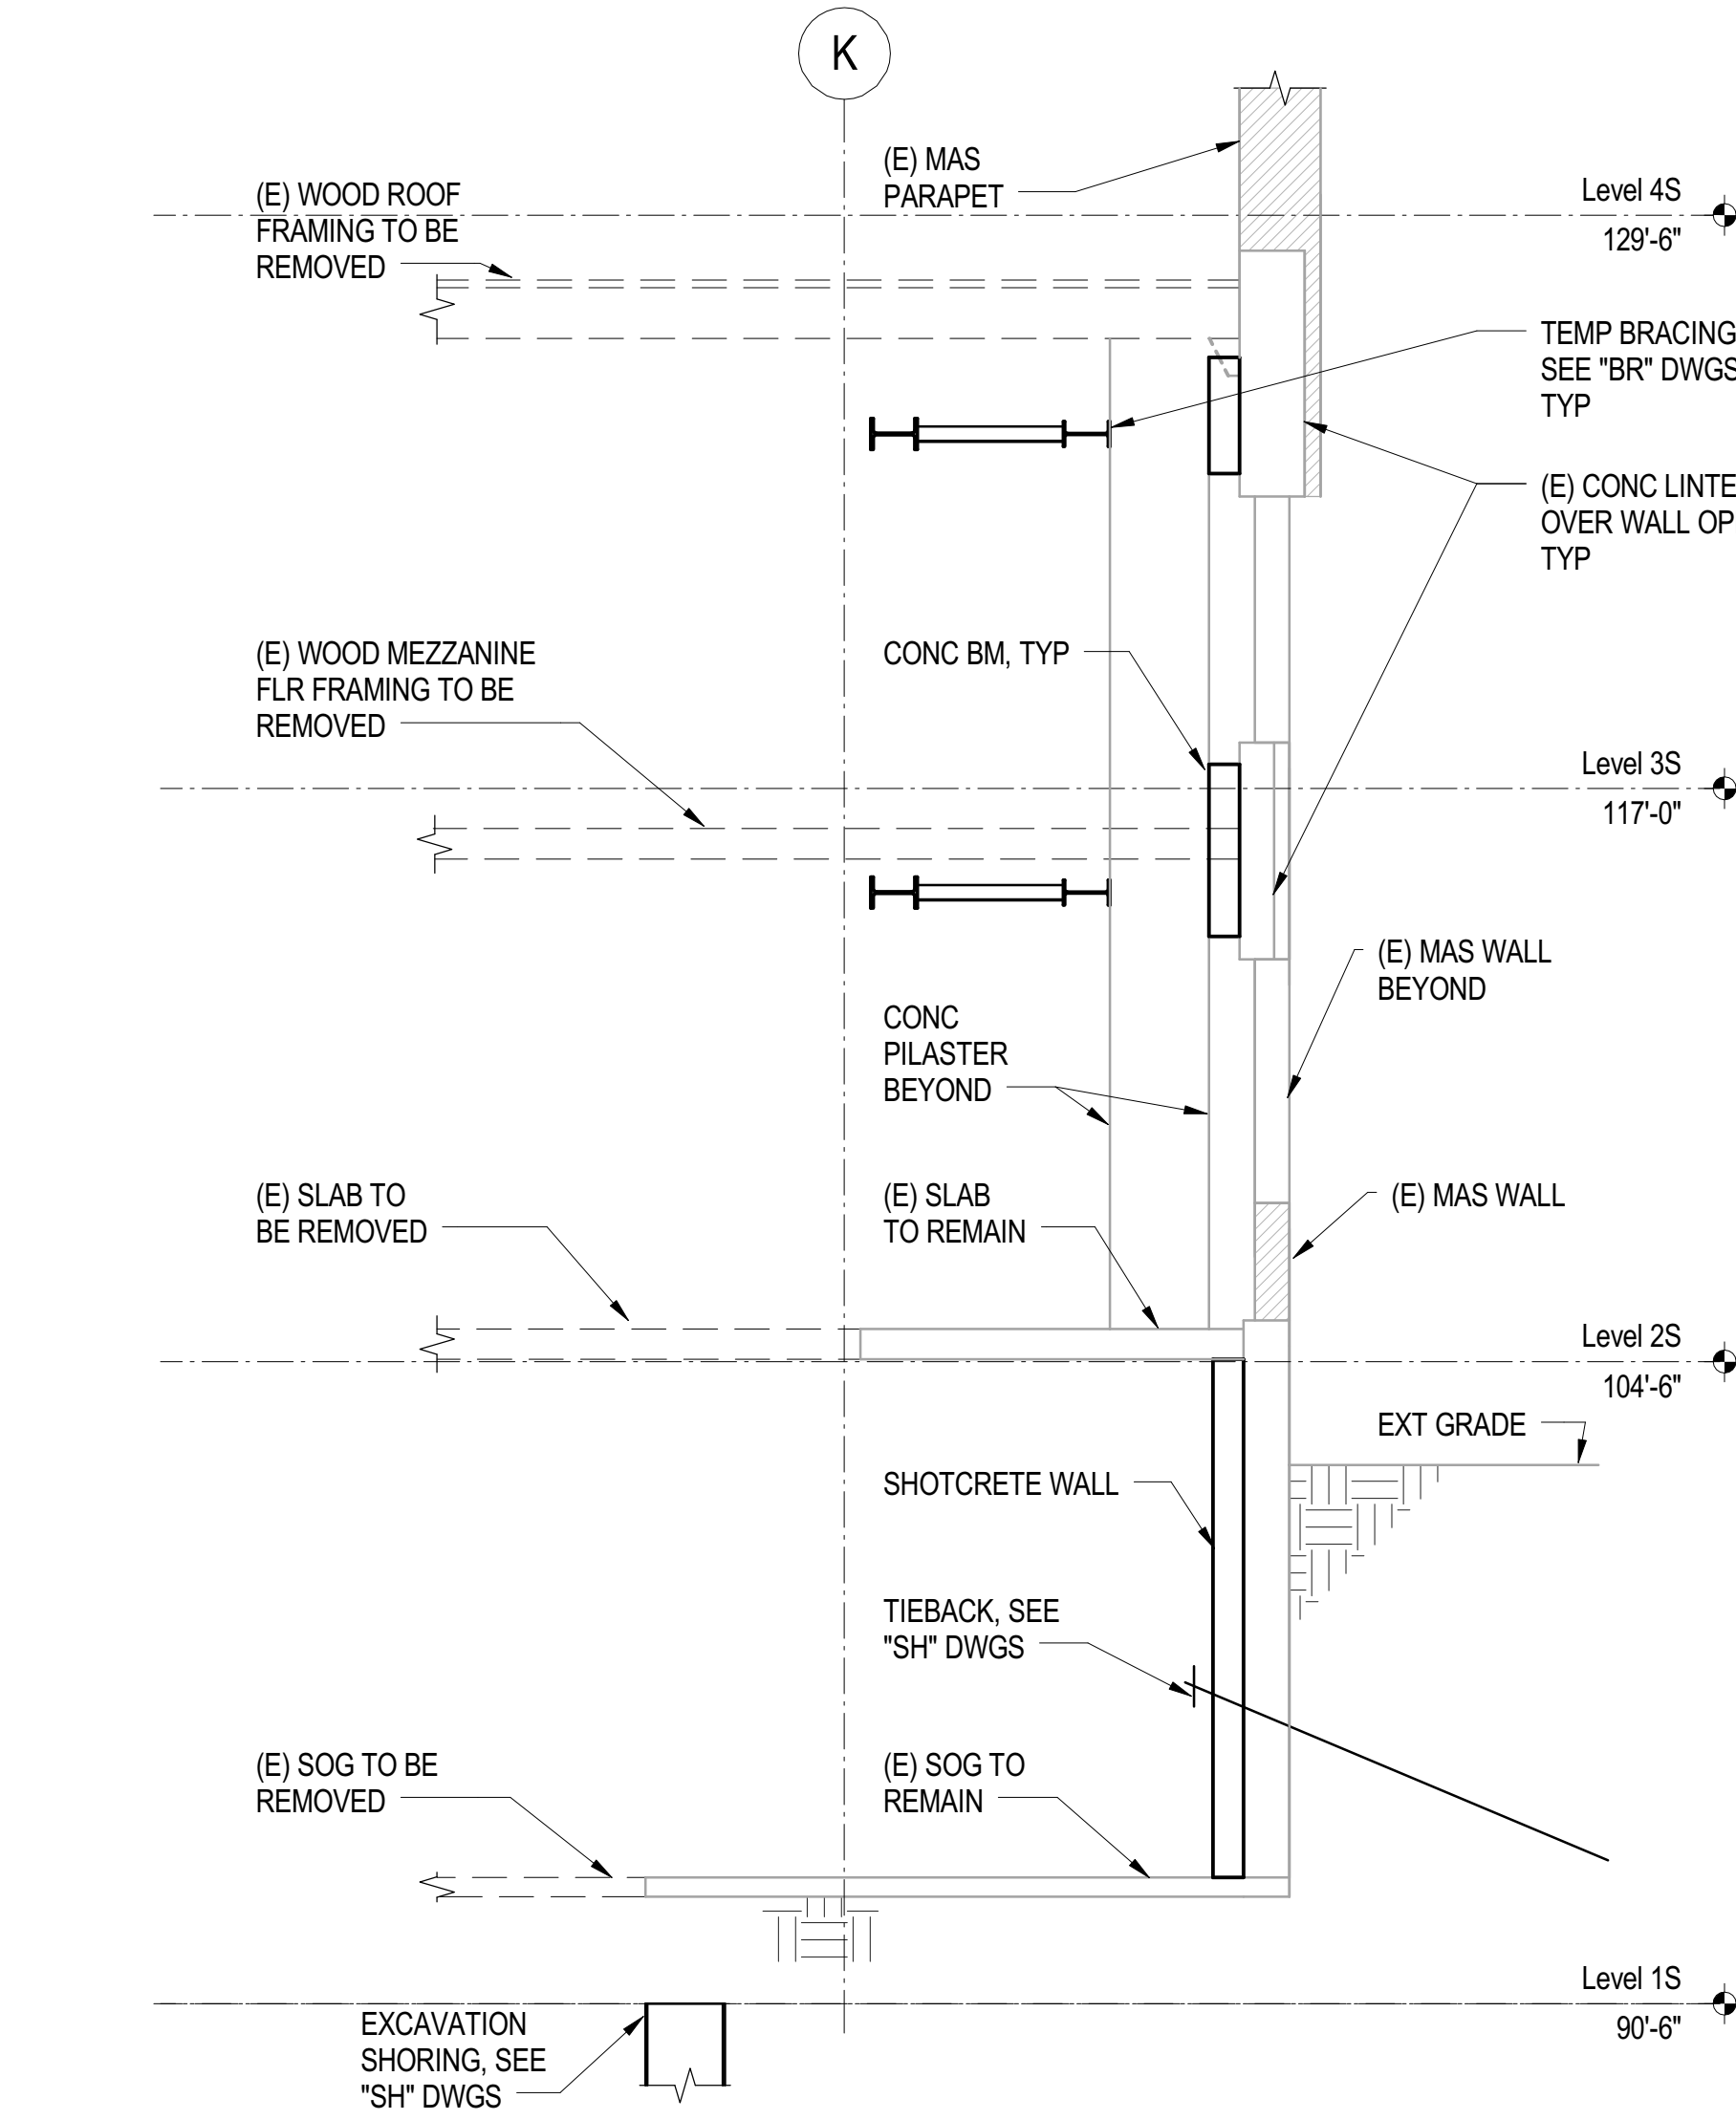 K
(E) MAS
PARAPET
(E) WOOD ROOF
FRAMING TO BE
REMOVED
Level 4S
129'-6"
TEMP BRACING
SEE "BR" DWGS
TYP
(E) CONC LINTE
OVER WALL OP
TYP
(E) WOOD MEZZANINE
FLR FRAMING TO BE
REMOVED
CONC BM, TYP
Level 3S
117'-0"
(E) MAS WALL
BEYOND
CONC
PILASTER
BEYOND
(E) SLAB TO
BE REMOVED
(E) SLAB
TO REMAIN
(E) MAS WALL
Level 2S
104'-6"
EXT GRADE
SHOTCRETE WALL
TIEBACK, SEE
"SH" DWGS
(E) SOG TO BE
REMOVED
(E) SOG TO
REMAIN
Level 1S
90'-6"
EXCAVATION
SHORING, SEE
"SH" DWGS